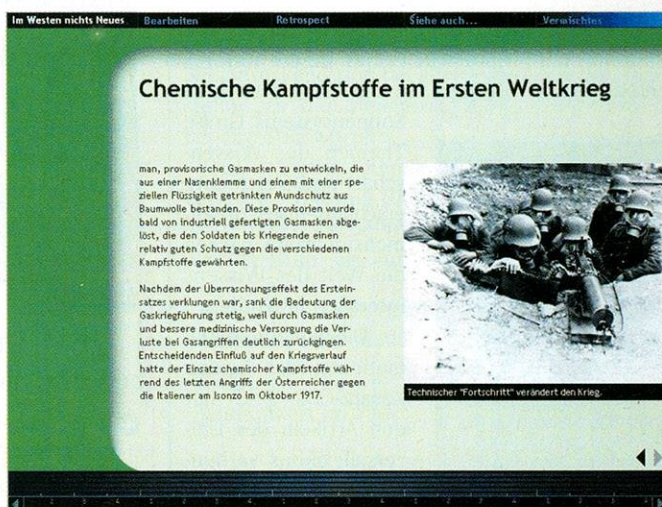 Im Westen nichts Neues Bearbeiten Retrospect Siehe auch... Vermischtes
Chemische Kampfstoffe im Ersten Weltkrieg
man, provisorische Gasmasken zu entwickeln, die
aus einer Nasenklemme und einem mit einer spe-
ziellen Flüssigkeit getränkten Mundschutz aus
Baumwolle bestanden. Diese Provisorien wurde
bald von industriell gefertigten Gasmasken abge-
löst, die den Soldaten bis Kriegsende einen
relativ guten Schutz gegen die verschiedenen
Kampfstoffe gewährten.
Nachdem der Überraschungseffekt des Erstein-
satzes verklungen war, sank die Bedeutung der
Gaskriegführung stetig, weil durch Gasmasken
und bessere medizinische Versorgung die Ver-
luste bei Gasangriffen deutlich zurückgingen.
Entscheidenden Einfluß auf den Kriegsverlauf
hatte der Einsatz chemischer Kampfstoffe wäh-
rend des letzten Angriffs der Österreicher gegen
die Italiener am Isonzo im Oktober 1917.
Technischer "Fortschritt" verändert den Krieg.